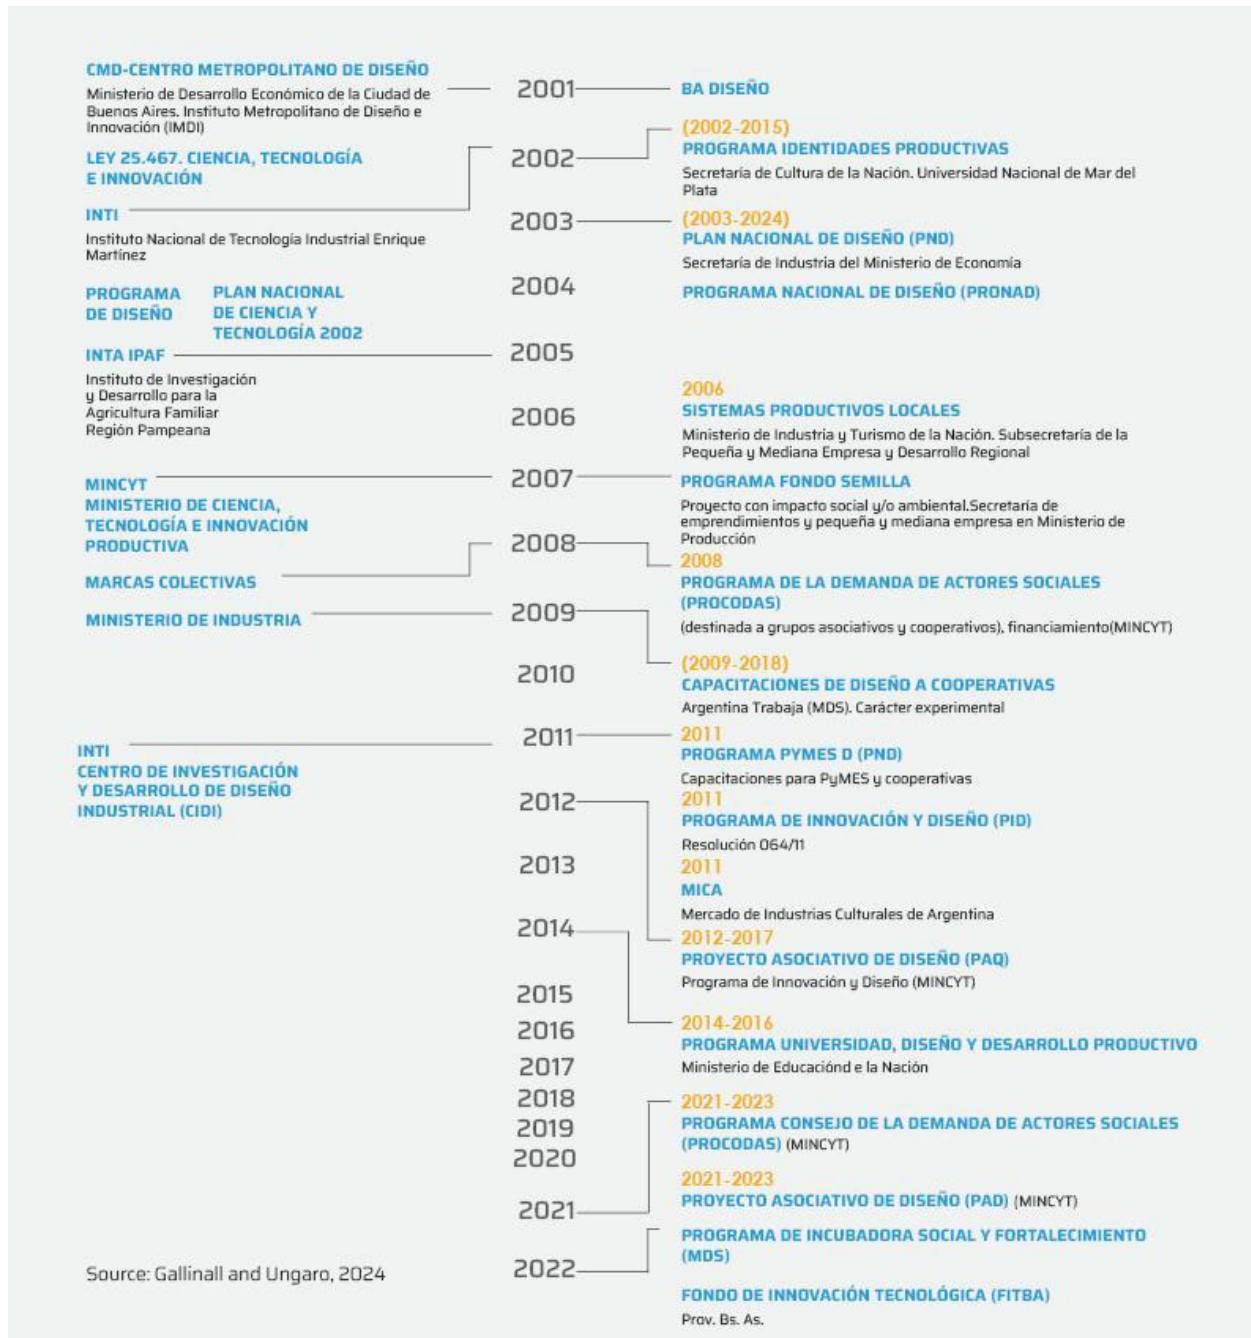 CMD-CENTRO METROPOLITANO DE DISEÑO
Ministerio de Desarrollo Económico de la Ciudad de
Buenos Aires. Instituto Metropolitano de Diseño e
Innovación (IMDI)
LEY 25.467. CIENCIA, TECNOLOGÍA
E INNOVACIÓN
INTI
Instituto Nacional de Tecnología Industrial Enrique
Martínez
PROGRAMA
DE DISEÑO
PLAN NACIONAL
DE CIENCIA Y
TECNOLOGÍA 2002
INTA IPAF
Instituto de Investigación
y Desarrollo para la
Agricultura Familiar
Región Pampeana
MINCYT
MINISTERIO DE CIENCIA,
TECNOLOGÍA E INNOVACIÓN
PRODUCTIVA
MARCAS COLECTIVAS
MINISTERIO DE INDUSTRIA
INTI
CENTRO DE INVESTIGACIÓN
Y DESARROLLO DE DISEÑO
INDUSTRIAL (CIDI)
2001
2002
2003
2004
2005
2006
2007
2008
2009
2010
2011
2012
2013
2014
2015
2016
2017
2018
2019
2020
2021
2022
BA DISEÑO
(2002-2015)
PROGRAMA IDENTIDADES PRODUCTIVAS
Secretaría de Cultura de la Nación. Universidad Nacional de Mar del
Plata
(2003-2024)
PLAN NACIONAL DE DISEÑO (PND)
Secretaría de Industria del Ministerio de Economía
PROGRAMA NACIONAL DE DISEÑO (PRONAD)
2006
SISTEMAS PRODUCTIVOS LOCALES
Ministerio de Industria y Turismo de la Nación. Subsecretaría de la
Pequeña y Mediana Empresa y Desarrollo Regional
PROGRAMA FONDO SEMILLA
Proyecto con impacto social y/o ambiental.Secretaría de
emprendimientos y pequeña y mediana empresa en Ministerio de
Producción
2008
PROGRAMA DE LA DEMANDA DE ACTORES SOCIALES
(PROCODAS)
(destinada a grupos asociativos y cooperativos), financiamiento(MINCYT)
(2009-2018)
CAPACITACIONES DE DISEÑO A COOPERATIVAS
Argentina Trabaja (MDS). Carácter experimental
2011
PROGRAMA PYMES D (PND)
Capacitaciones para PyMES y cooperativas
2011
PROGRAMA DE INNOVACIÓN Y DISEÑO (PID)
Resolución 064/11
2011
MICA
Mercado de Industrias Culturales de Argentina
2012-2017
PROYECTO ASOCIATIVO DE DISEÑO (PAQ)
Programa de Innovación y Diseño (MINCYT)
2014-2016
PROGRAMA UNIVERSIDAD, DISEÑO Y DESARROLLO PRODUCTIVO
Ministerio de Educaciónd e la Nación
2021-2023
PROGRAMA CONSEJO DE LA DEMANDA DE ACTORES SOCIALES
(PROCODAS) (MINCYT)
2021-2023
PROYECTO ASOCIATIVO DE DISEÑO (PAD) (MINCYT)
PROGRAMA DE INCUBADORA SOCIAL Y FORTALECIMIENTO
(MDS)
FONDO DE INNOVACIÓN TECNOLÓGICA (FITBA)
Prov. Bs. As.
Source: Gallinall and Ungaro, 2024